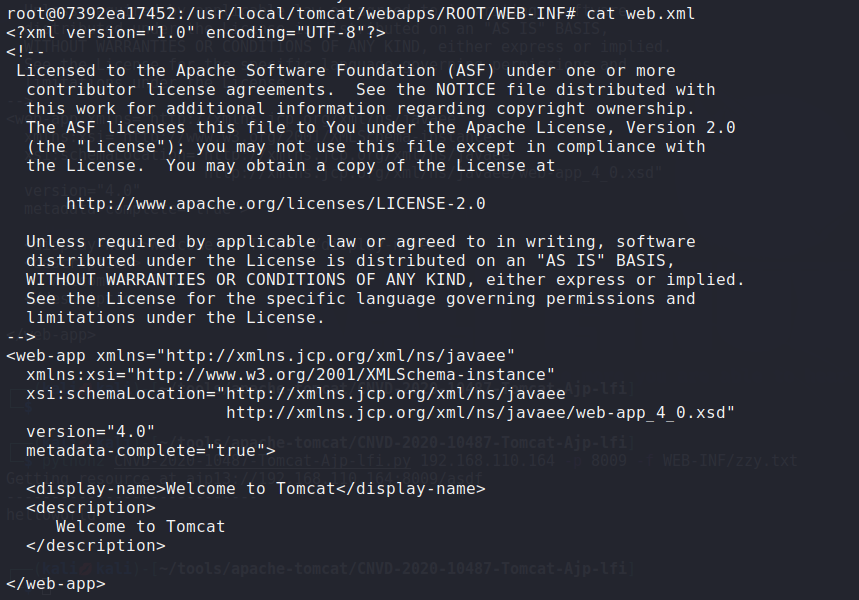 root@07392ea17452:/usr/local/tomcat/webapps/ROOT/WEB-INF# cat web.xml
<?xml version="1.0" encoding="UTF-8"?>
<!--
 Licensed to the Apache Software Foundation (ASF) under one or more
  contributor license agreements.  See the NOTICE file distributed with
  this work for additional information regarding copyright ownership.
  The ASF licenses this file to You under the Apache License, Version 2.0
  (the "License"); you may not use this file except in compliance with
  the License.  You may obtain a copy of the License at

      http://www.apache.org/licenses/LICENSE-2.0

  Unless required by applicable law or agreed to in writing, software
  distributed under the License is distributed on an "AS IS" BASIS,
  WITHOUT WARRANTIES OR CONDITIONS OF ANY KIND, either express or implied.
  See the License for the specific language governing permissions and
  limitations under the License.
-->
<web-app xmlns="http://xmlns.jcp.org/xml/ns/javaee"
  xmlns:xsi="http://www.w3.org/2001/XMLSchema-instance"
  xsi:schemaLocation="http://xmlns.jcp.org/xml/ns/javaee
                      http://xmlns.jcp.org/xml/ns/javaee/web-app_4_0.xsd"
  version="4.0"
  metadata-complete="true">

  <display-name>Welcome to Tomcat</display-name>
  <description>
     Welcome to Tomcat
  </description>

</web-app>